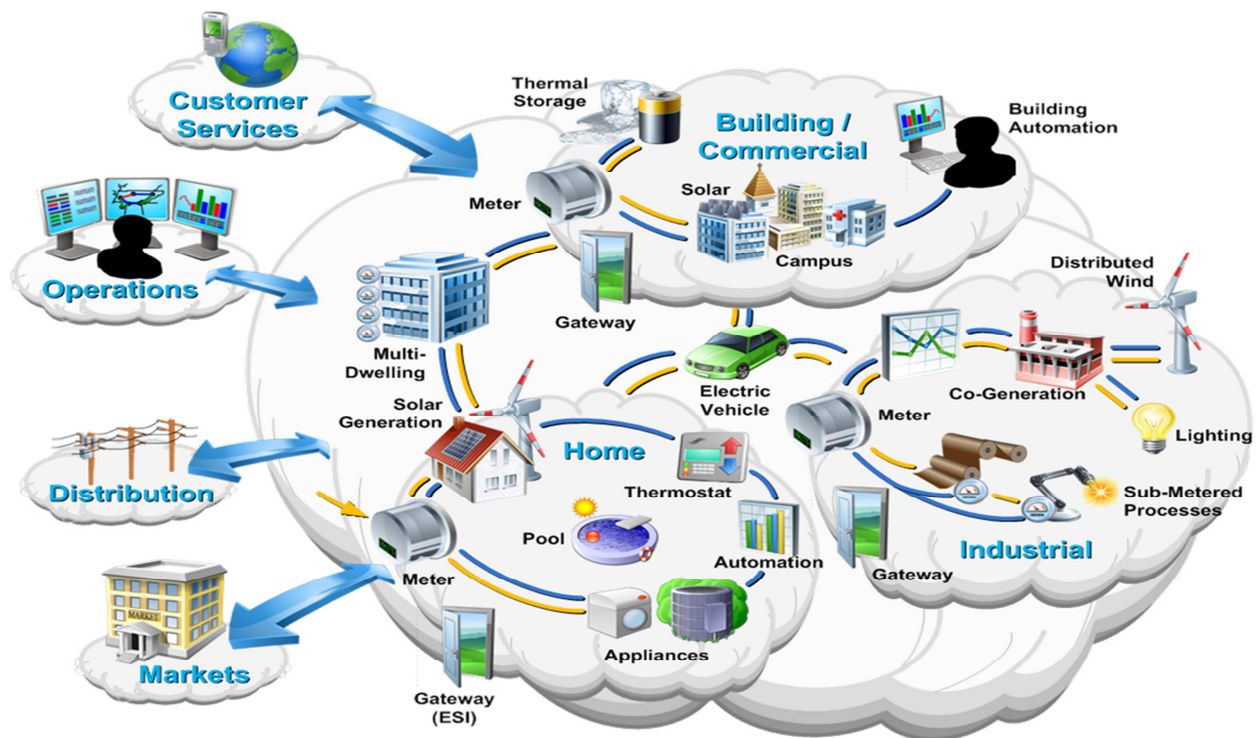 Customer
Services
Thermal
Storage
Building /
Commercial
Building
Automation
Meter
Solar
Campus
Operations
Gateway
Distributed
Wind
Multi-
Dwelling
Electric
Vehicle
Meter
Co-Generation
Lighting
Solar
Generation
Home
Thermostat
Distribution
Pool
Automation
Sub-Metered
Processes
Industrial
Meter
Gateway
MARKET
Appliances
Markets
Gateway
(ESI)